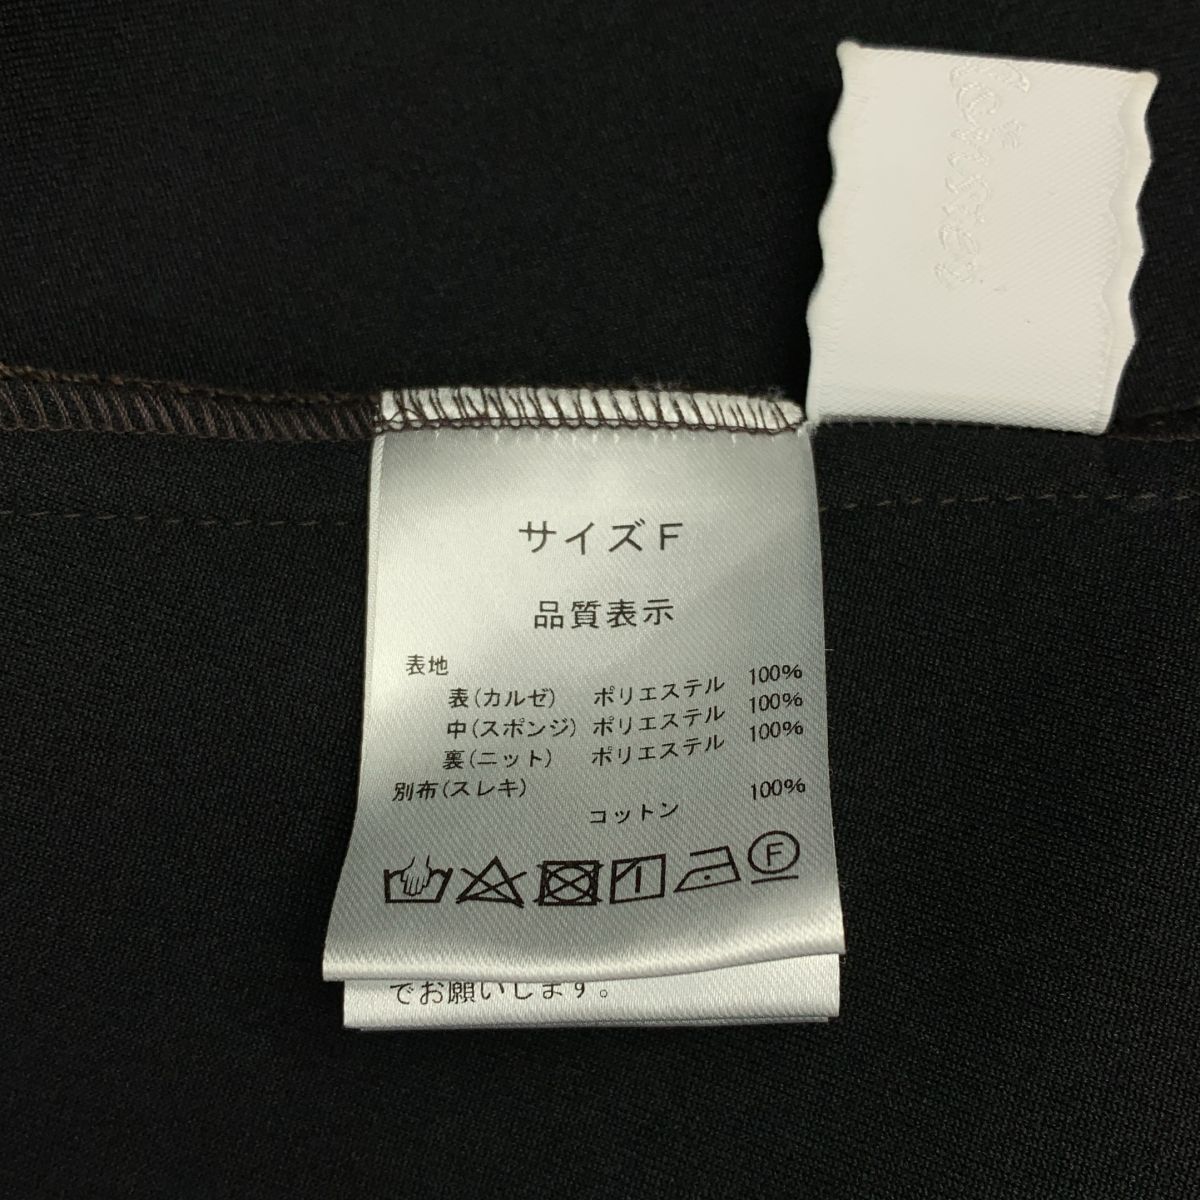 サイズF
品質表示
表地
表(カルゼ) ポリエステル 100%
中(スポンジ) ポリエステル 100%
裏(ニット) ポリエステル 100%
別布(スレキ)
コットン 100%
F
でお願いします。